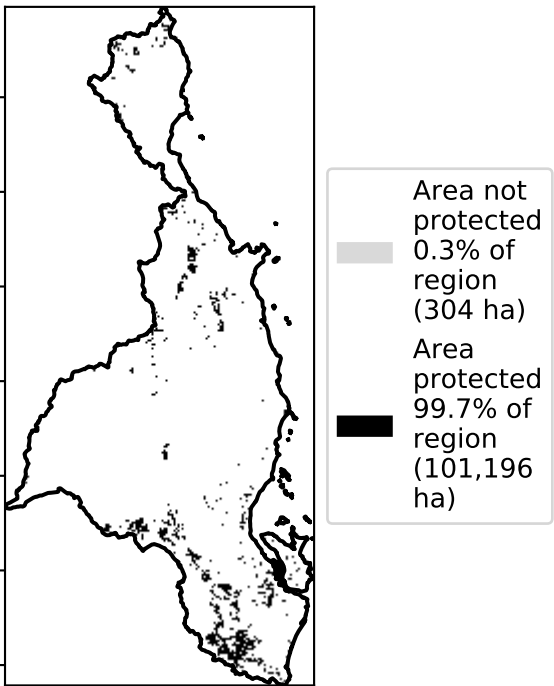 Area not
protected
0.3% of
region
(304 ha)
Area
protected
99.7% of
region
(101,196
ha)